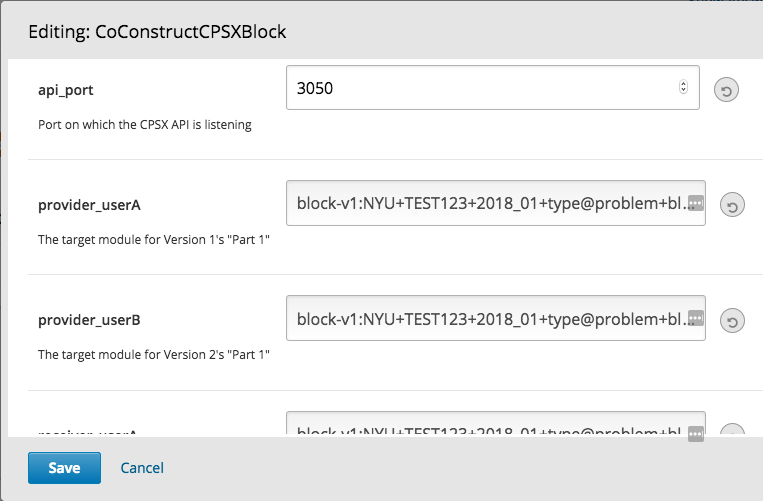 Editing: CoConstructCPSXBlock
api_port
3050
Port on which the CPSX API is listening
provider_userA
block-v1:NYU+TEST123+2018_01+type@problem+bl...
The target module for Version 1's "Part 1"
provider_userB
block-v1:NYU+TEST123+2018_01+type@problem+bl...
The target module for Version 2's "Part 1"
receiver_userA
block-v1:NYU+TEST123+2018_01+type@problem+bl...
Save
Cancel